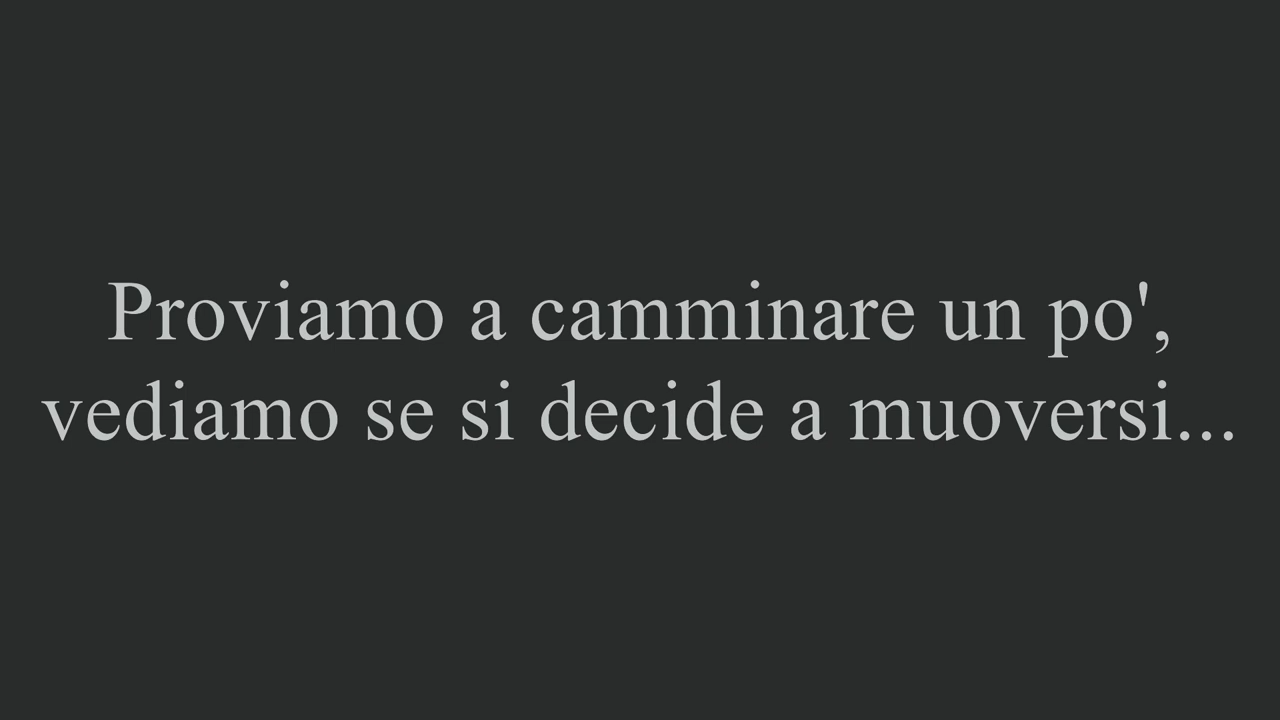 Proviamo a camminare un po',
vediamo se si decide a muoversi...